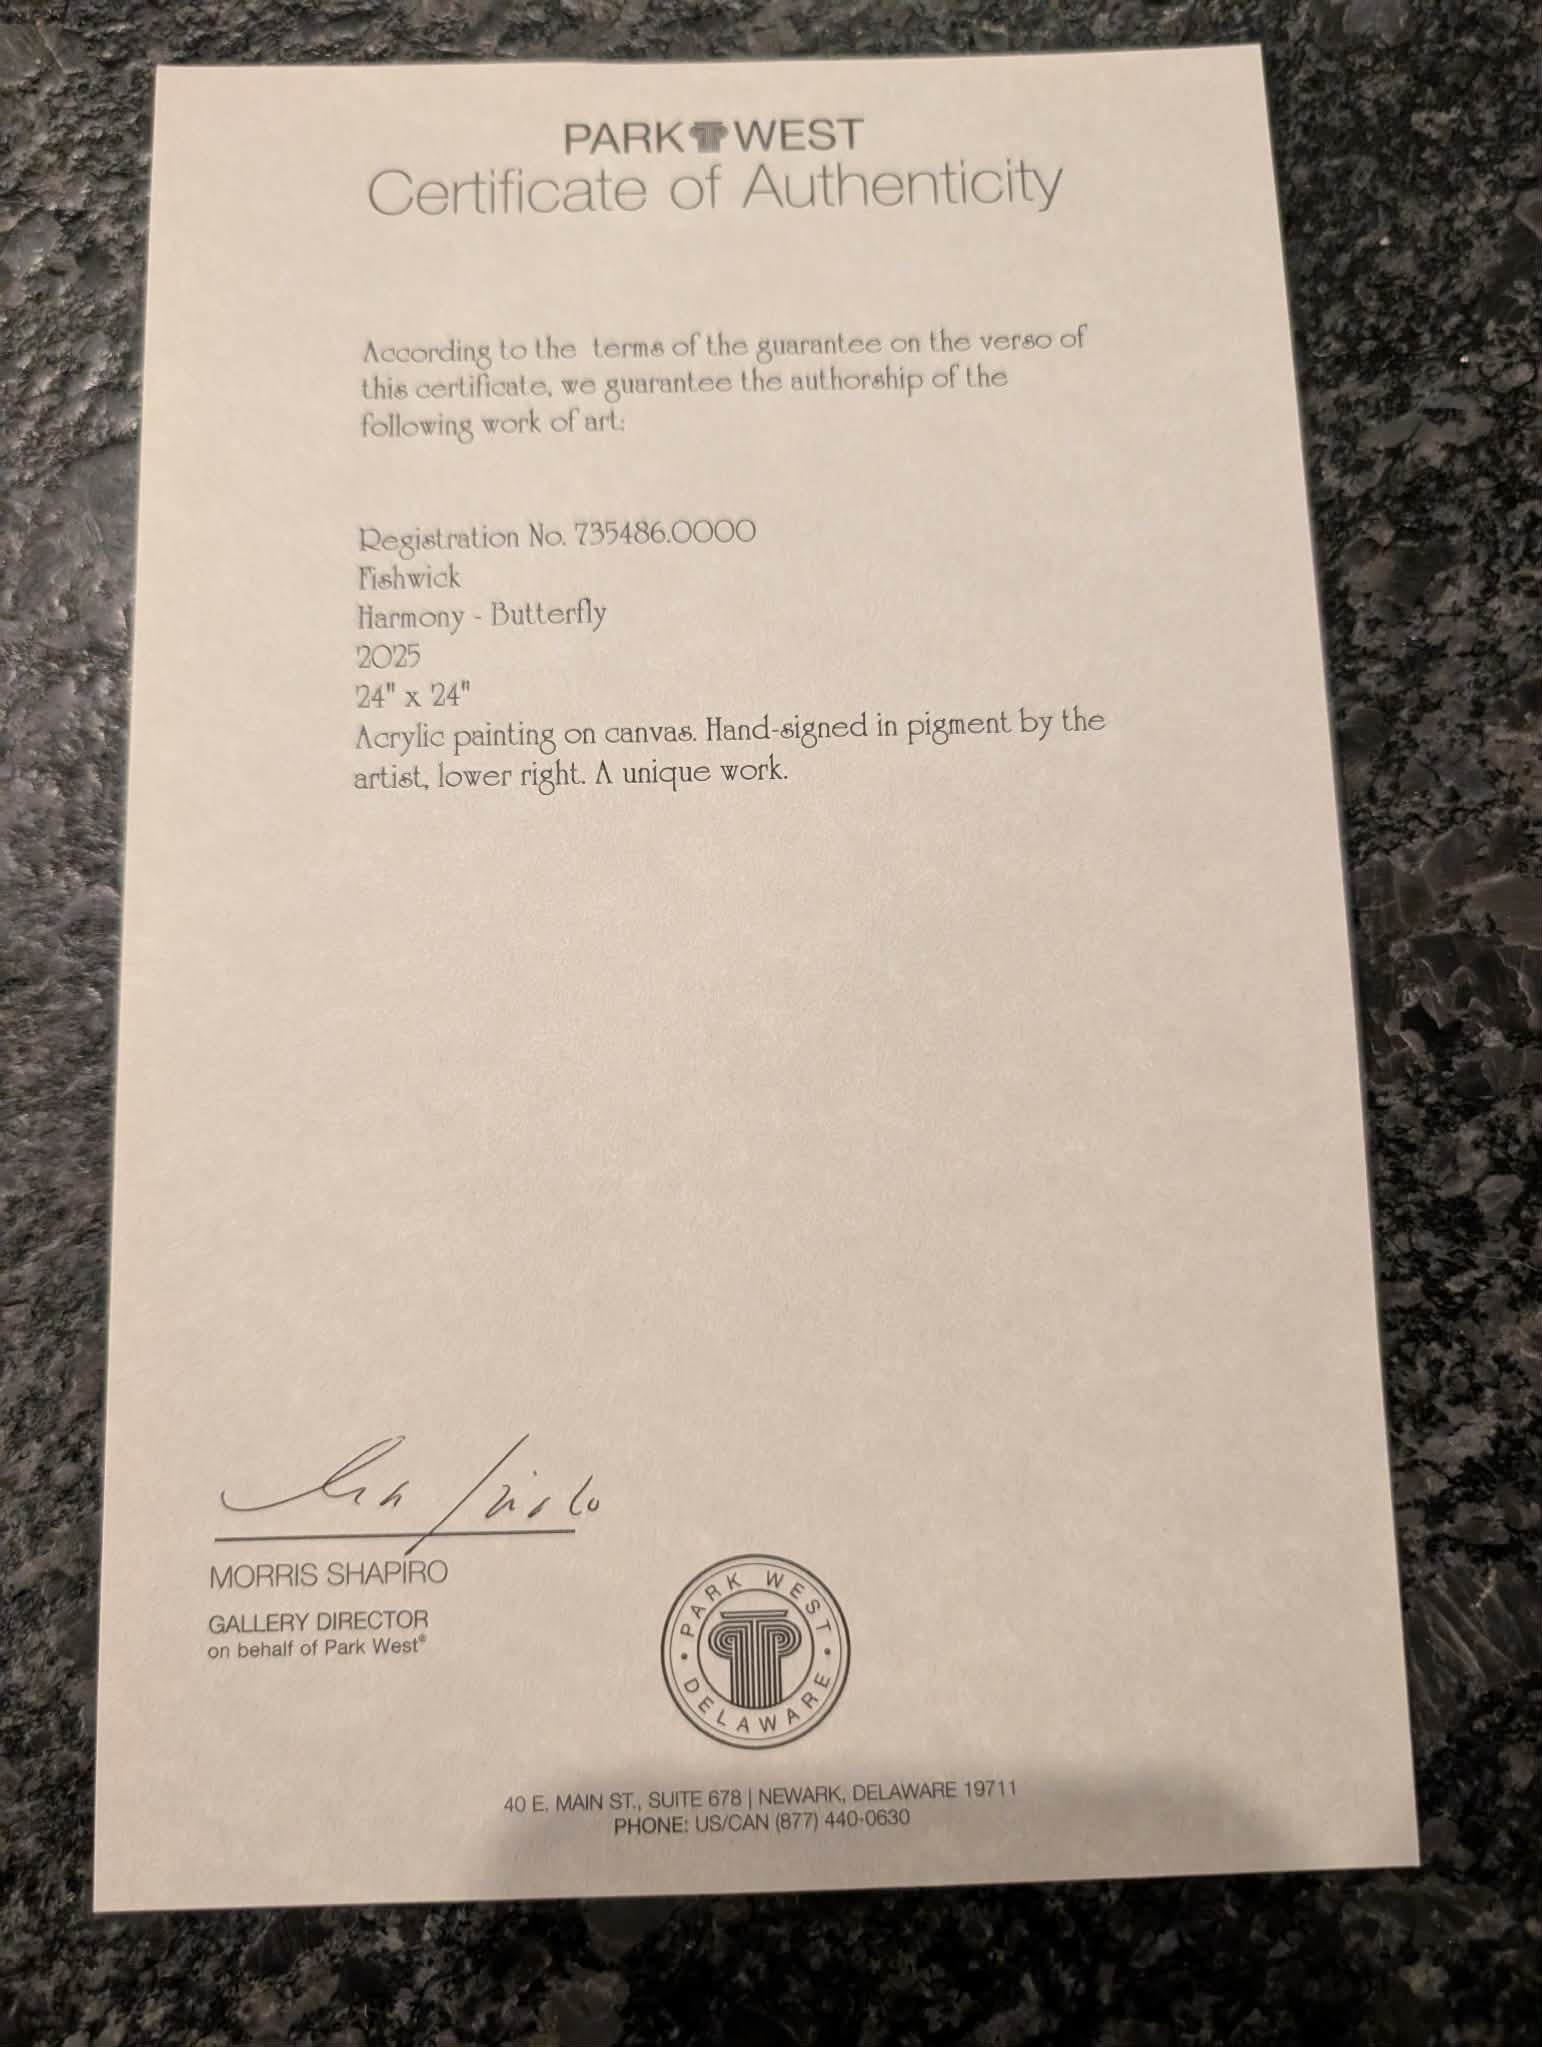 PARK WEST
Certificate of Authenticity
According to the terms of the guarantee on the verso of
this certificate, we guarantee the authorship of the
following work of art:
Registration No. 735486.0000
Fishwick
Harmony - Butterfly
2025
24" x 24"
Acrylic painting on canvas. Hand-signed in pigment by the
artist, lower right. A unique work.
MORRIS SHAPIRO
GALLERY DIRECTOR
on behalf of Park West®
PARK WEST
• DELAWARE •
40 E. MAIN ST., SUITE 678 | NEWARK, DELAWARE 19711
PHONE: US/CAN (877) 440-0630